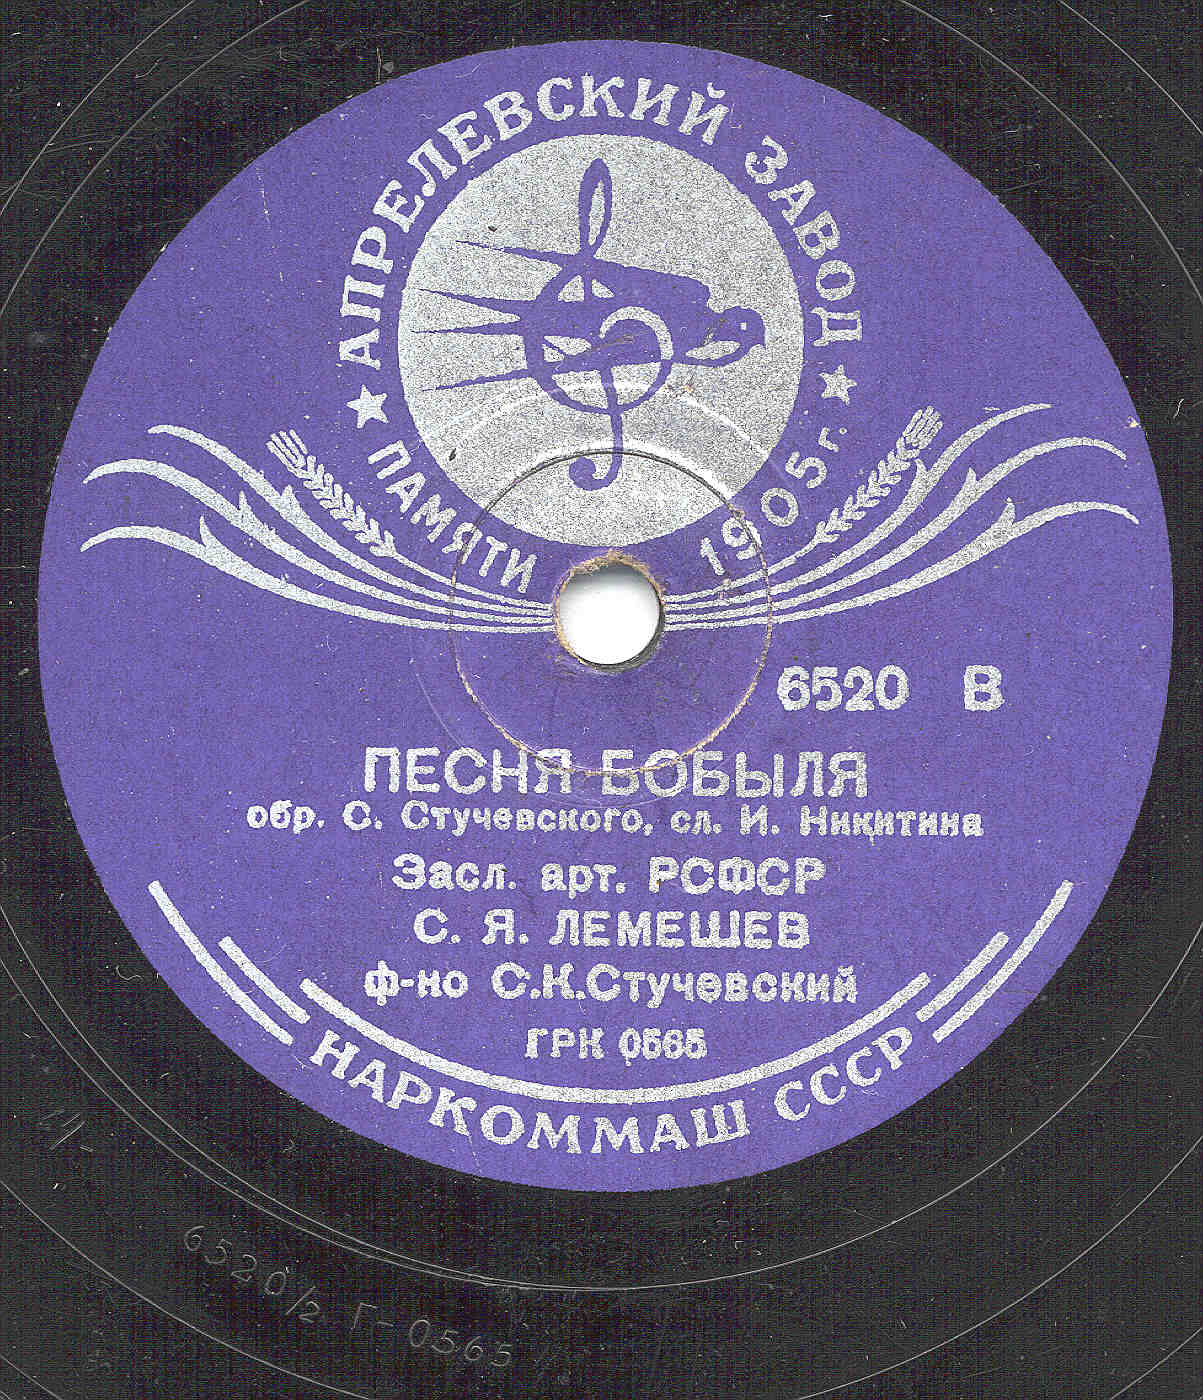 ★ АПРЕЛЕВСКИЙ ЗАВОД ★
ПАМЯТИ 1905 г.
6520 В
ПЕСНЯ БОБЫЛЯ
обр. С. Стучевского, сл. И. Никитина
Засл. арт. РСФСР
С. Я. ЛЕМЕШЕВ
ф-но С.К.Стучевский
ГРК 0565
НАРКОММАШ СССР
6520/2 Г-0565